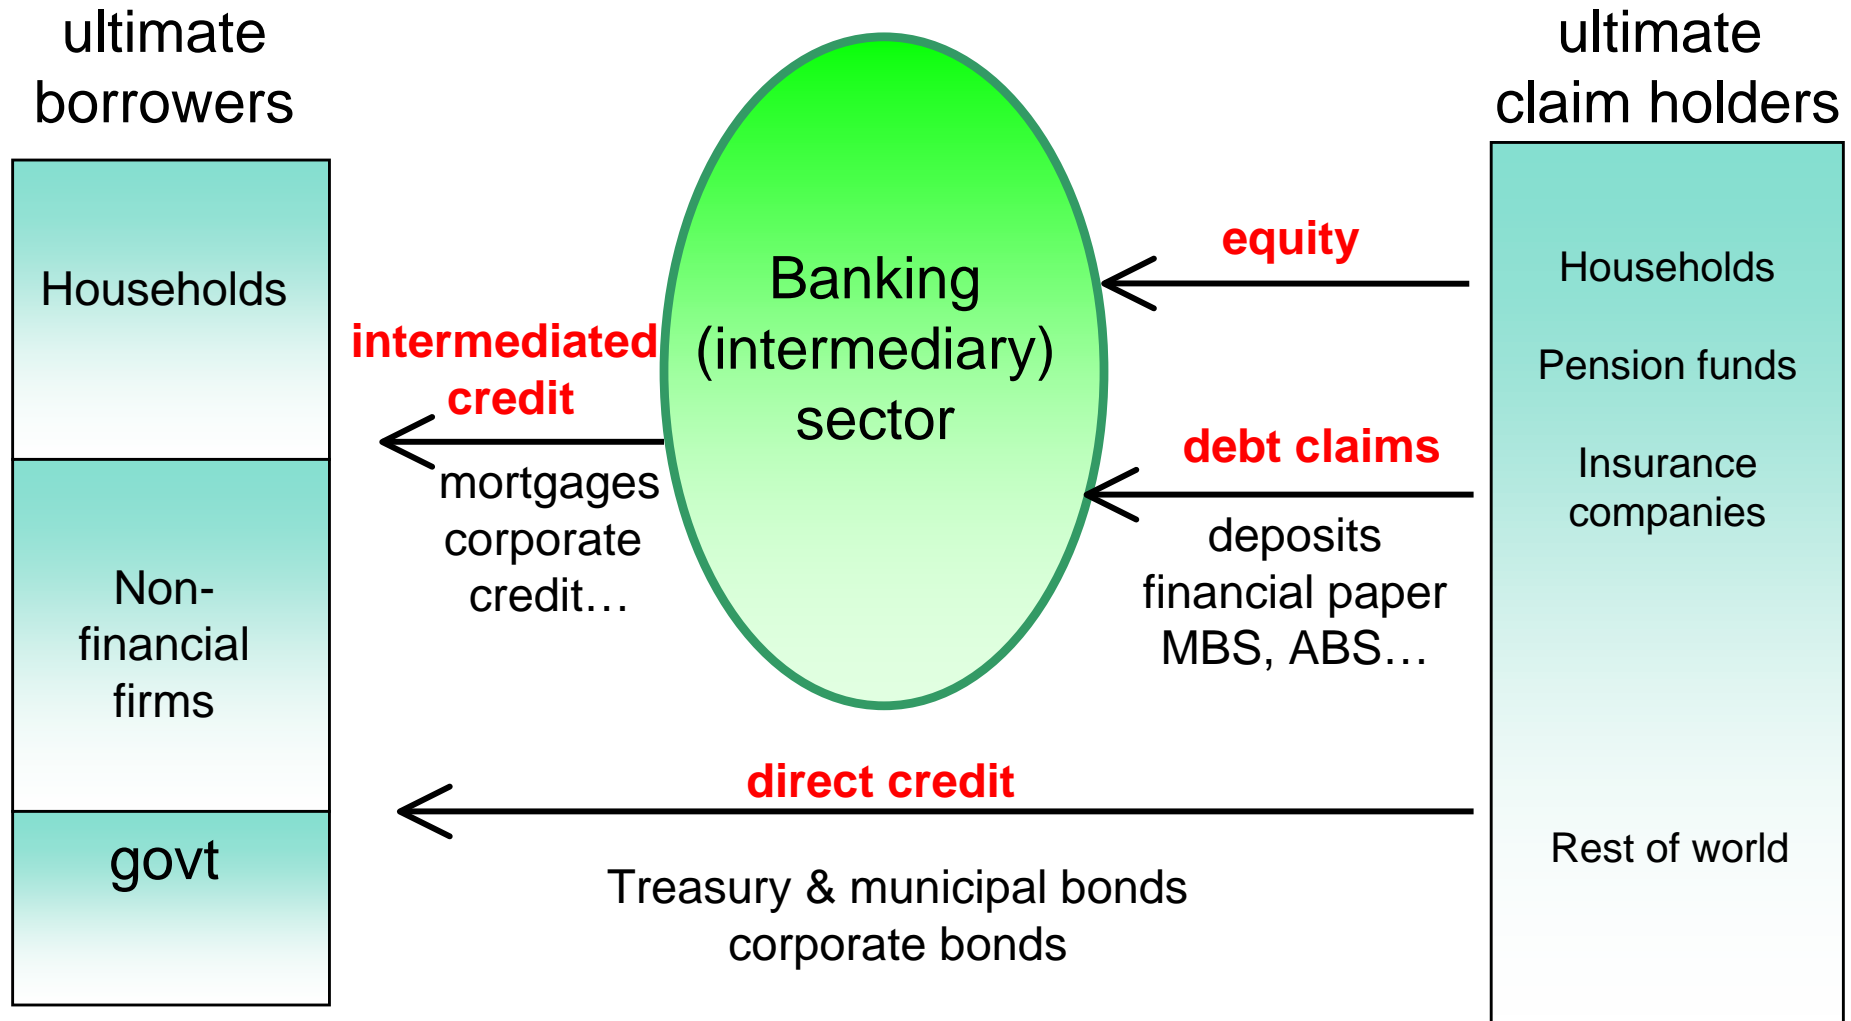 ultimate
borrowers
Households
Non-
financial
firms
govt
intermediated
credit
mortgages
corporate
credit…
Banking
(intermediary)
sector
equity
debt claims
deposits
financial paper
MBS, ABS…
direct credit
Treasury & municipal bonds
corporate bonds
ultimate
claim holders
Households
Pension funds
Insurance
companies
Rest of world